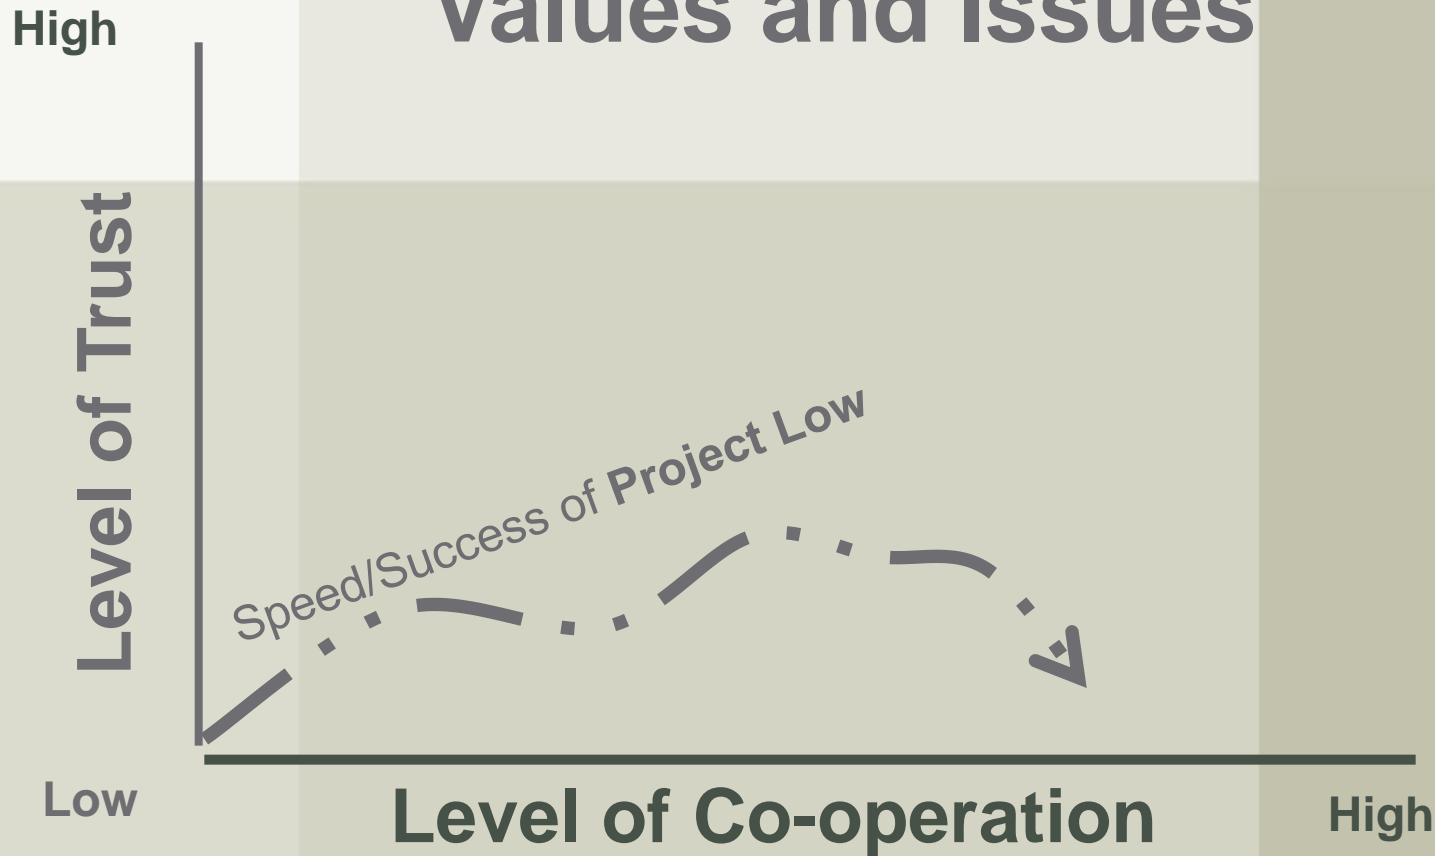 Values and Issues
High
Level of Trust
Speed/Success of Project Low
Low
Level of Co-operation
High